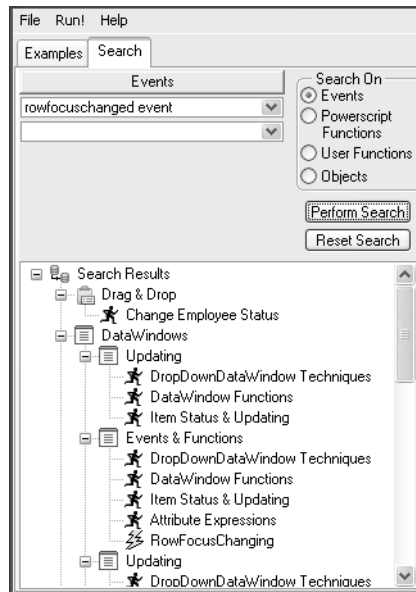 File Run! Help
Examples Search
Events
rowfocuschanged event
Search On
Events
Powerscript
Functions
User Functions
Objects
Perform Search
Reset Search
Search Results
Drag & Drop
Change Employee Status
DataWindows
Updating
DropDownDataWindow Techniques
DataWindow Functions
Item Status & Updating
Events & Functions
DropDownDataWindow Techniques
DataWindow Functions
Item Status & Updating
Attribute Expressions
RowFocusChanging
Updating
DropDownDataWindow Techniques